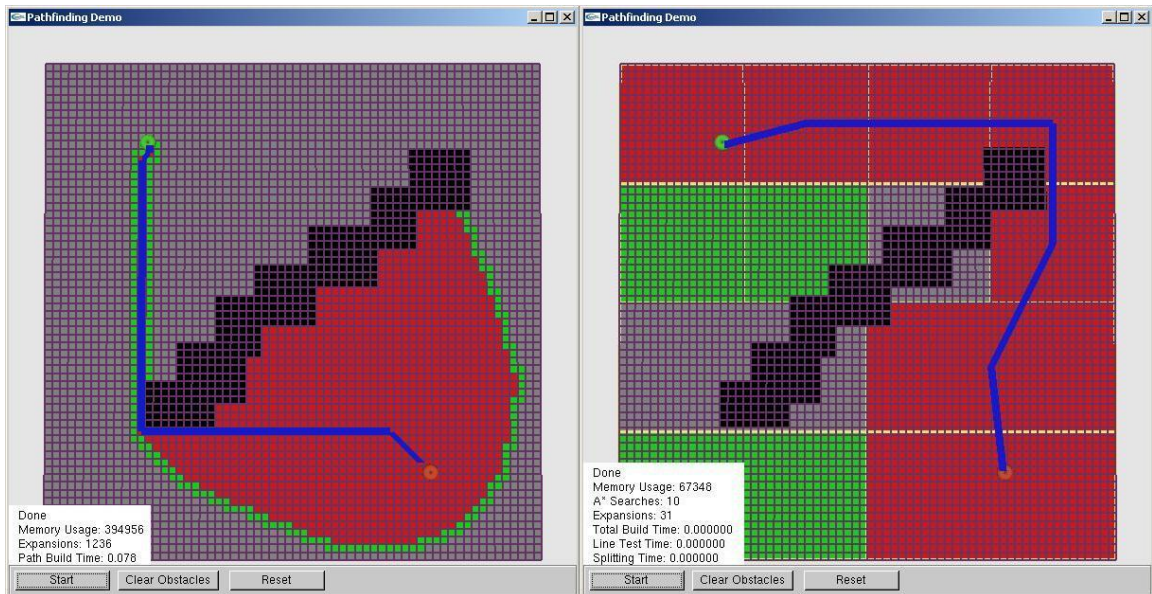 Pathfinding Demo
Done
Memory Usage: 394956
Expansions: 1236
Path Build Time: 0.078
Start
Clear Obstacles
Reset
Pathfinding Demo
Done
Memory Usage: 67348
A* Searches: 10
Expansions: 31
Total Build Time: 0.000000
Line Test Time: 0.000000
Splitting Time: 0.000000
Start
Clear Obstacles
Reset